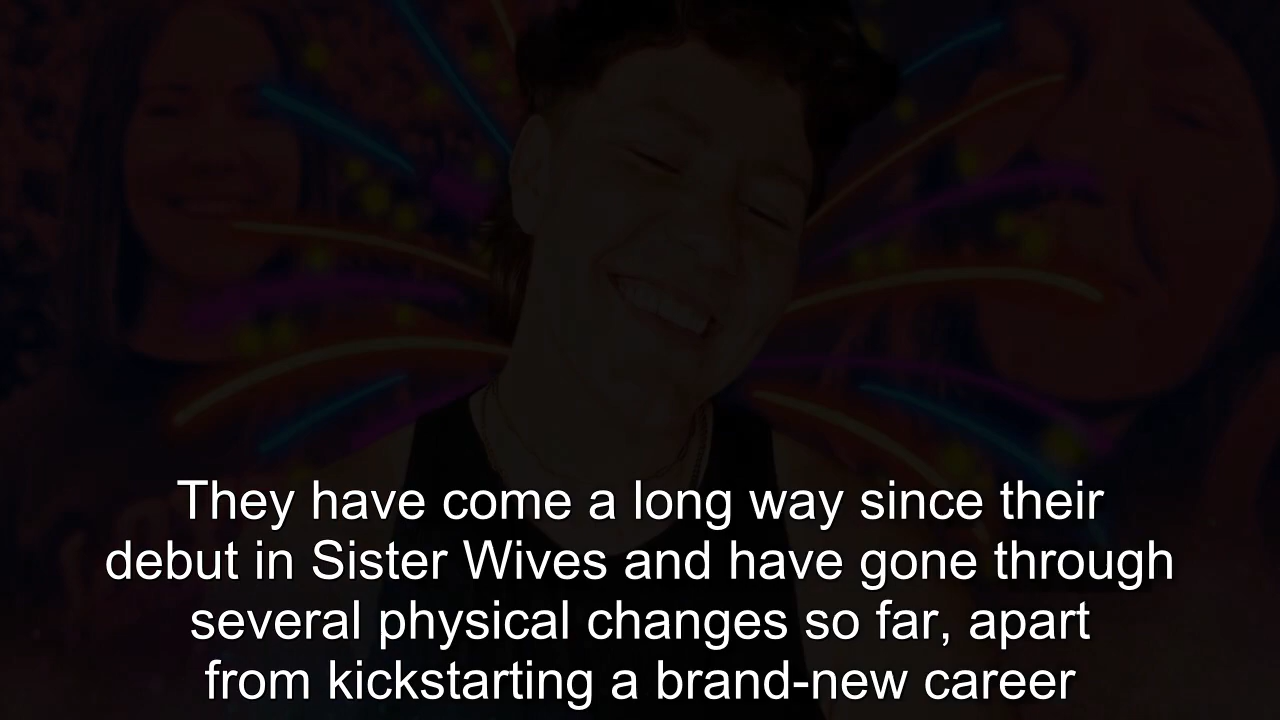 They have come a long way since their
debut in Sister Wives and have gone through
several physical changes so far, apart
from kickstarting a brand-new career